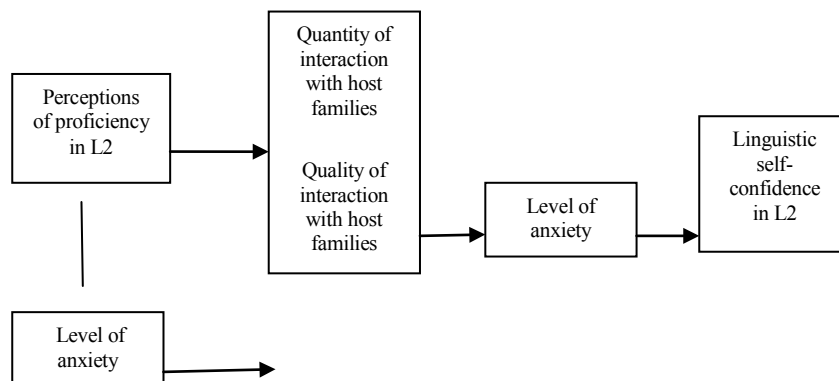 Perceptions
of proficiency
in L2
Quantity of
interaction
with host
families
Quality of
interaction
with host
families
Level of
anxiety
Linguistic
self-
confidence
in L2
Level of
anxiety